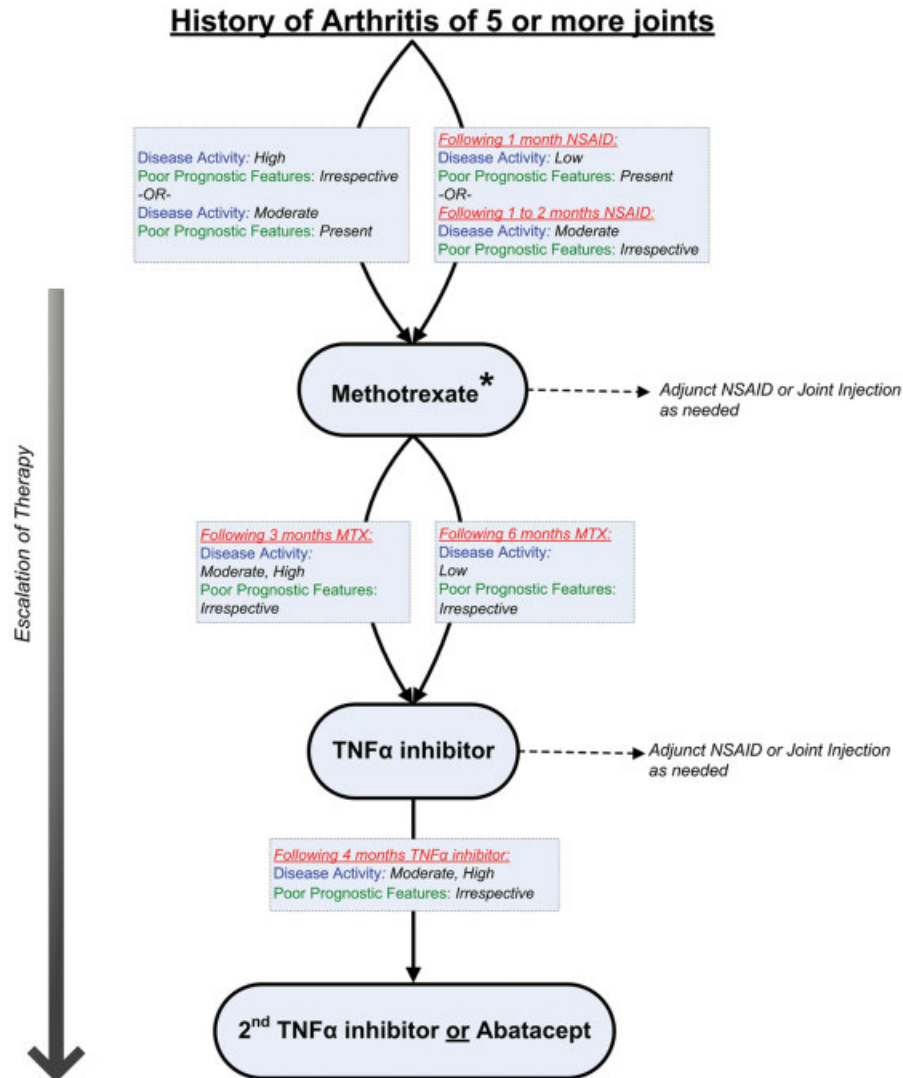 History of Arthritis of 5 or more joints
Disease Activity: High
Poor Prognostic Features: Irrespective
-OR-
Disease Activity: Moderate
Poor Prognostic Features: Present
Following 1 month NSAID:
Disease Activity: Low
Poor Prognostic Features: Present
-OR-
Following 1 to 2 months NSAID:
Disease Activity: Moderate
Poor Prognostic Features: Irrespective
Methotrexate*
Adjunct NSAID or Joint Injection
as needed
Escalation of Therapy
Following 3 months MTX:
Disease Activity:
Moderate, High
Poor Prognostic Features:
Irrespective
Following 6 months MTX:
Disease Activity:
Low
Poor Prognostic Features:
Irrespective
TNFα inhibitor
Adjunct NSAID or Joint Injection
as needed
Following 4 months TNFα inhibitor:
Disease Activity: Moderate, High
Poor Prognostic Features: Irrespective
2nd TNFα inhibitor or Abatacept